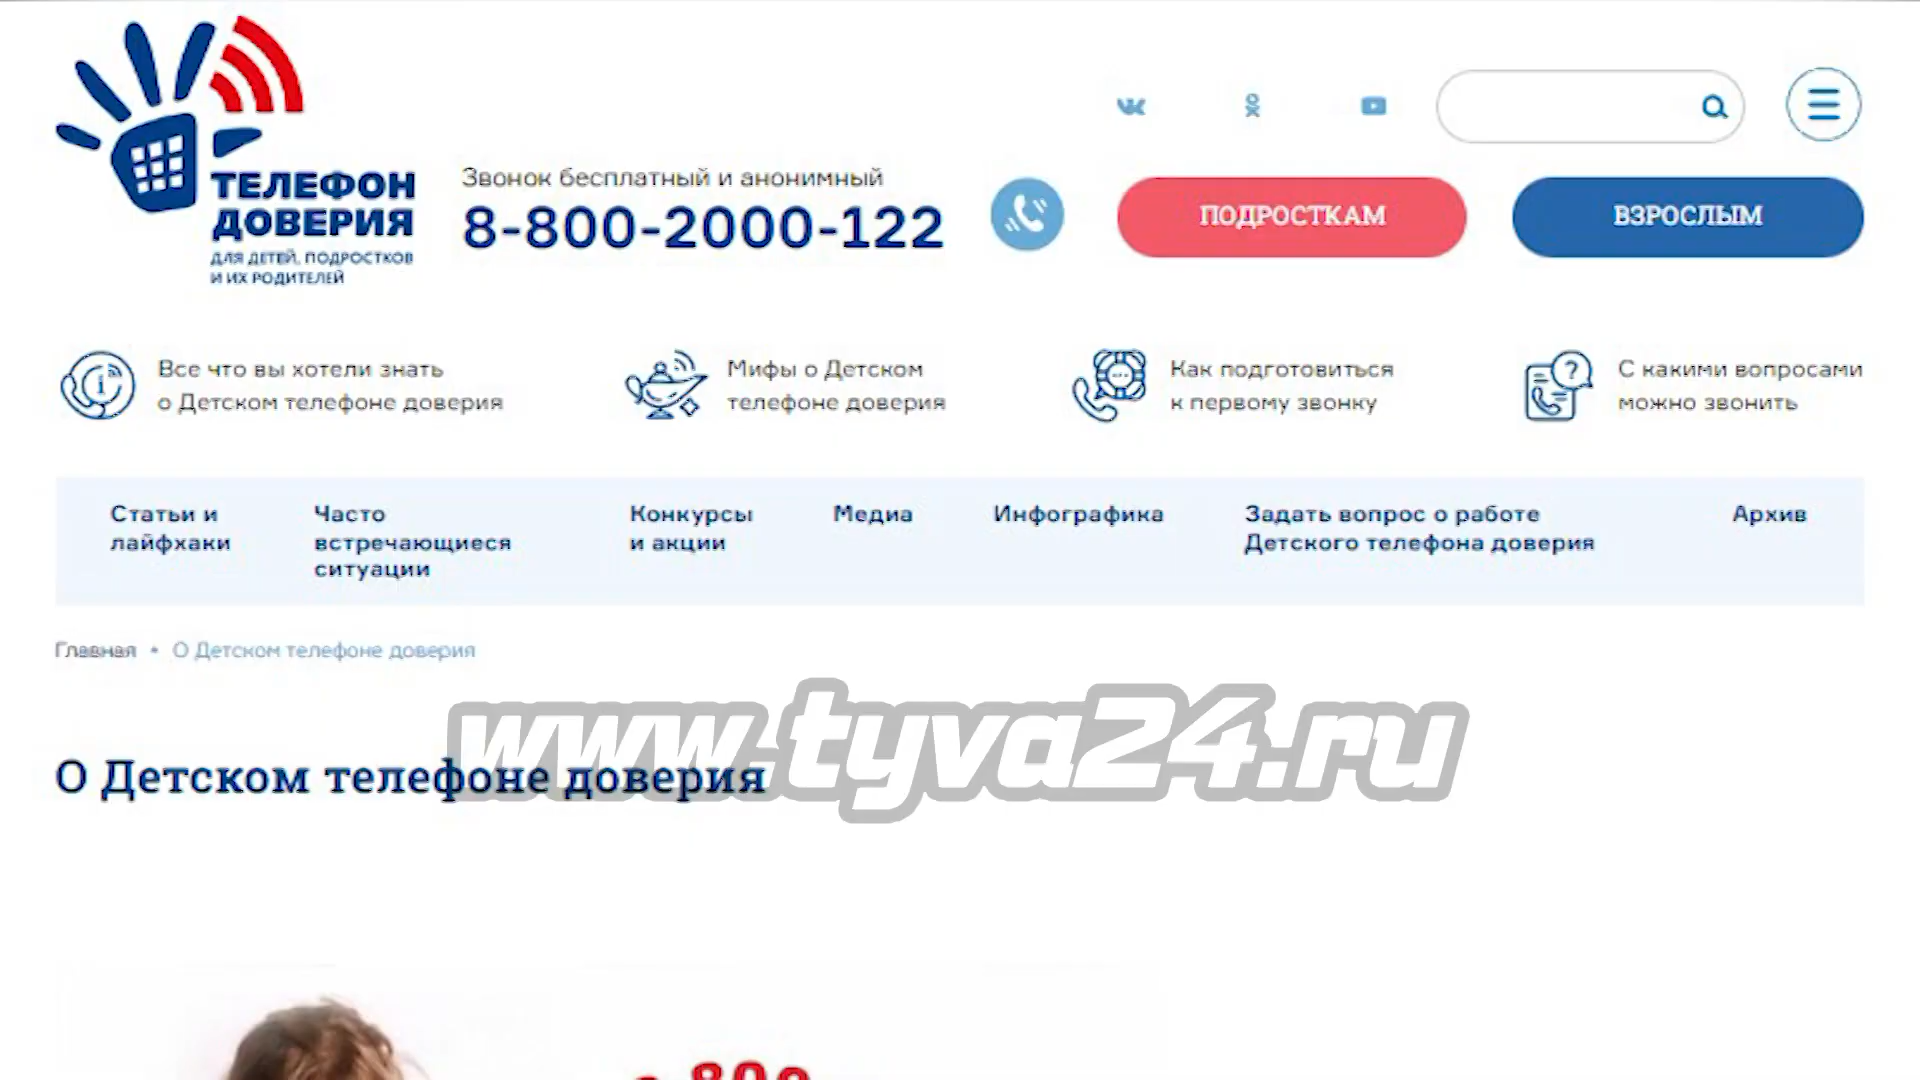 ТЕЛЕФОН
ДОВЕРИЯ
ДЛЯ ДЕТЕЙ, ПОДРОСТКОВ
И ИХ РОДИТЕЛЕЙ
Звонок бесплатный и анонимный
8-800-2000-122
ПОДРОСТКАМ
ВЗРОСЛЫМ
Все что вы хотели знать
о Детском телефоне доверия
Мифы о Детском
телефоне доверия
Как подготовиться
к первому звонку
С какими вопросами
можно звонить
Статьи и
лайфхаки
Часто
встречающиеся
ситуации
Конкурсы
и акции
Медиа
Инфографика
Задать вопрос о работе
Детского телефона доверия
Архив
Главная • О Детском телефоне доверия
www.tyva24.ru
О Детском телефоне доверия